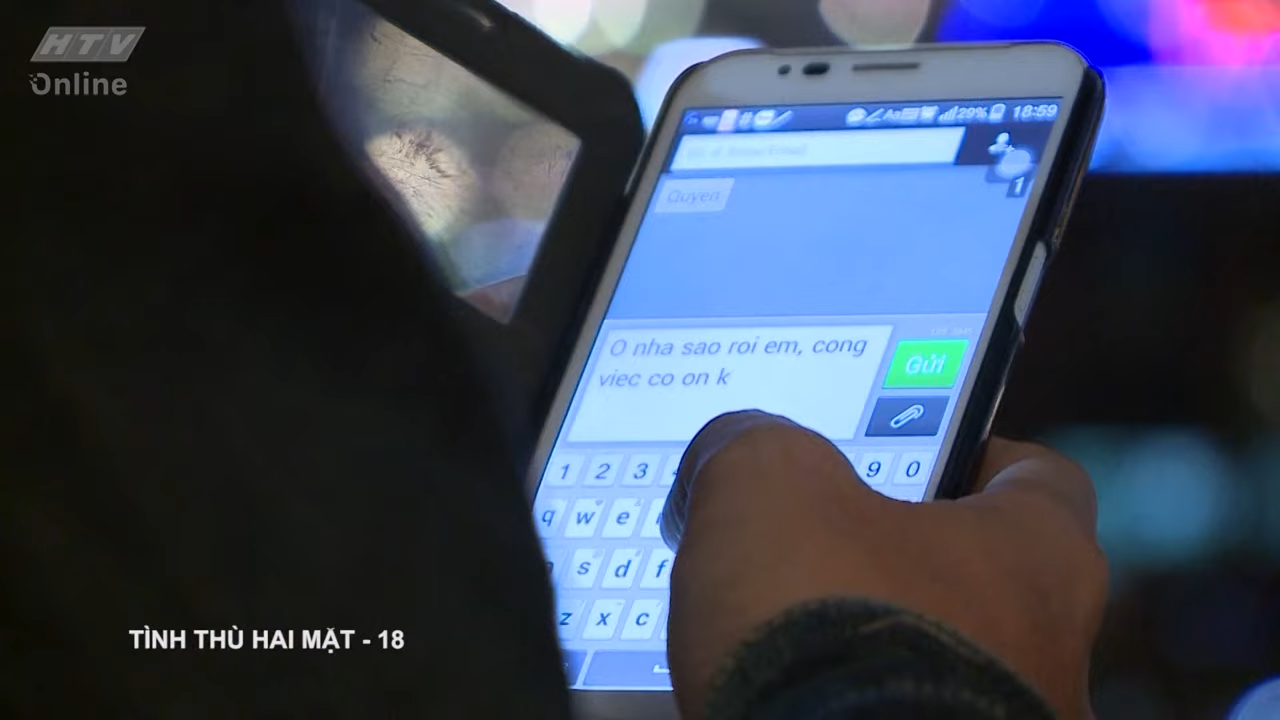 HTV
Online
29% 18:59
1
Quyen
O nha sao roi em, cong
viec co on k
Gửi
1 2 3 9 0
q w e
s d f
z x c
TÌNH THÙ HAI MẶT - 18